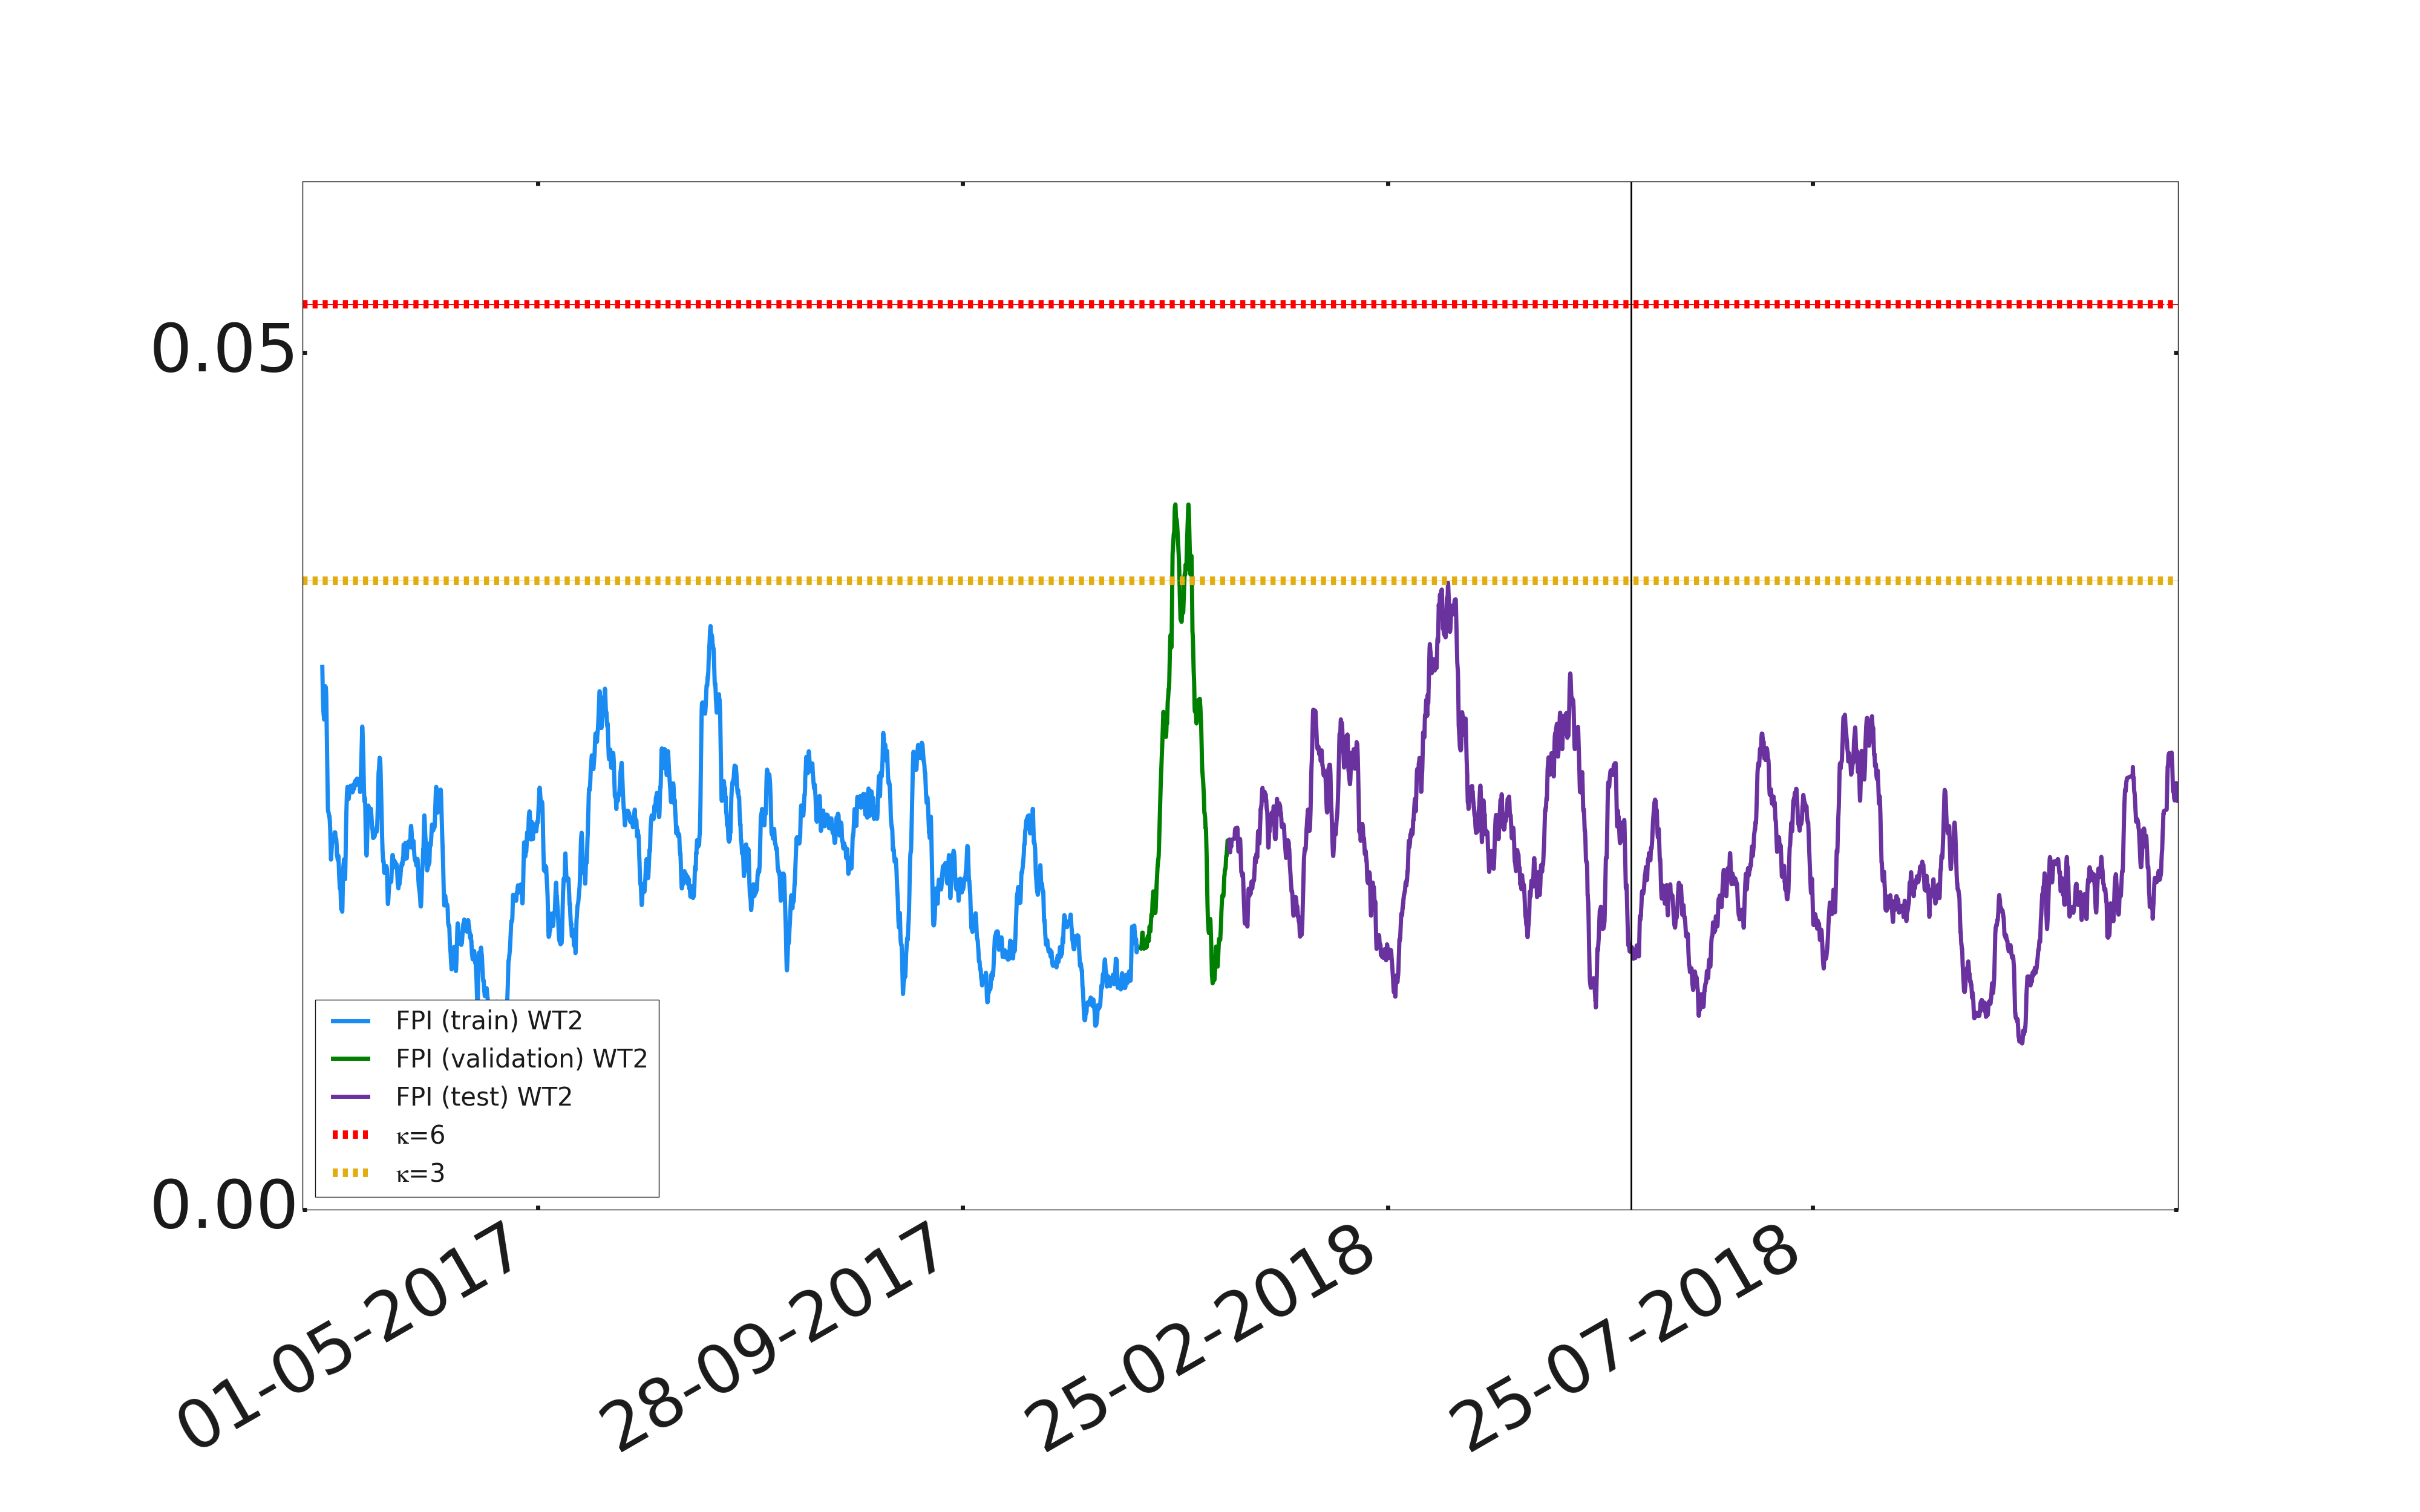 0.05
0.00
FPI (train) WT2
FPI (validation) WT2
FPI (test) WT2
κ=6
κ=3
01-05-2017
28-09-2017
25-02-2018
25-07-2018